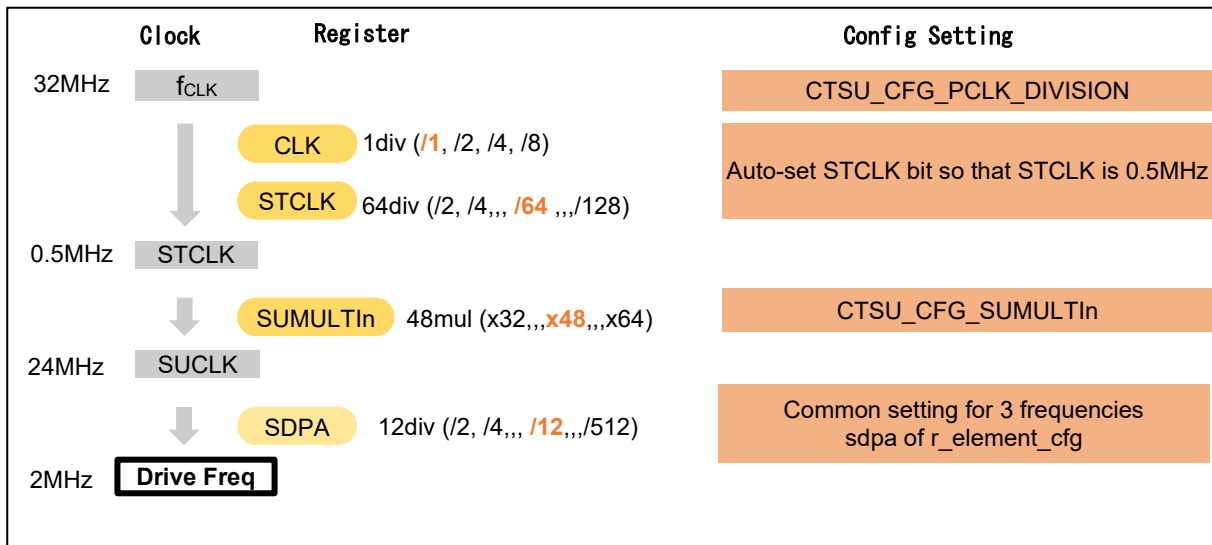 Clock Register Config Setting
32MHz fCLK CTSU_CFG_PCLK_DIVISION
CLK 1div (/1, /2, /4, /8)
Auto-set STCLK bit so that STCLK is 0.5MHz
STCLK 64div (/2, /4,,, /64 ,,,/128)
0.5MHz STCLK
SUMULTIn 48mul (x32,,,x48,,,x64) CTSU_CFG_SUMULTIn
24MHz SUCLK
SDPA 12div (/2, /4,,, /12,,,/512)
Common setting for 3 frequencies
sdpa of r_element_cfg
2MHz Drive Freq